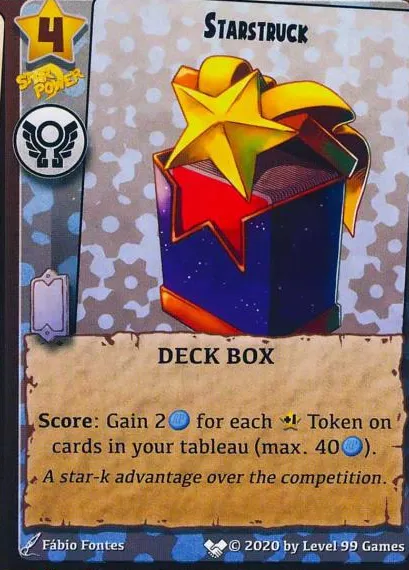 4
STAR
POWER
STARSTRUCK
DECK BOX
Score: Gain 2 for each +1 Token on
cards in your tableau (max. 40).
A star-k advantage over the competition.
Fábio Fontes
© 2020 by Level 99 Games